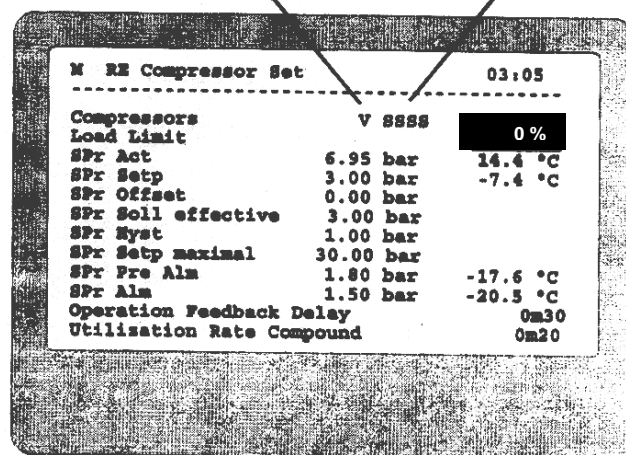 M RE Compressor Set 03:05
Compressors V SSSS 0 %
Load Limit
SPr Act 6.95 bar 14.4 °C
SPr Setp 3.00 bar -7.4 °C
SPr Offset 0.00 bar
SPr Soll effective 3.00 bar
SPr Hyst 1.00 bar
SPr Setp maximal 30.00 bar
SPr Pre Alm 1.80 bar -17.6 °C
SPr Alm 1.50 bar -20.5 °C
Operation Feedback Delay 0m30
Utilization Rate Compound 0m20